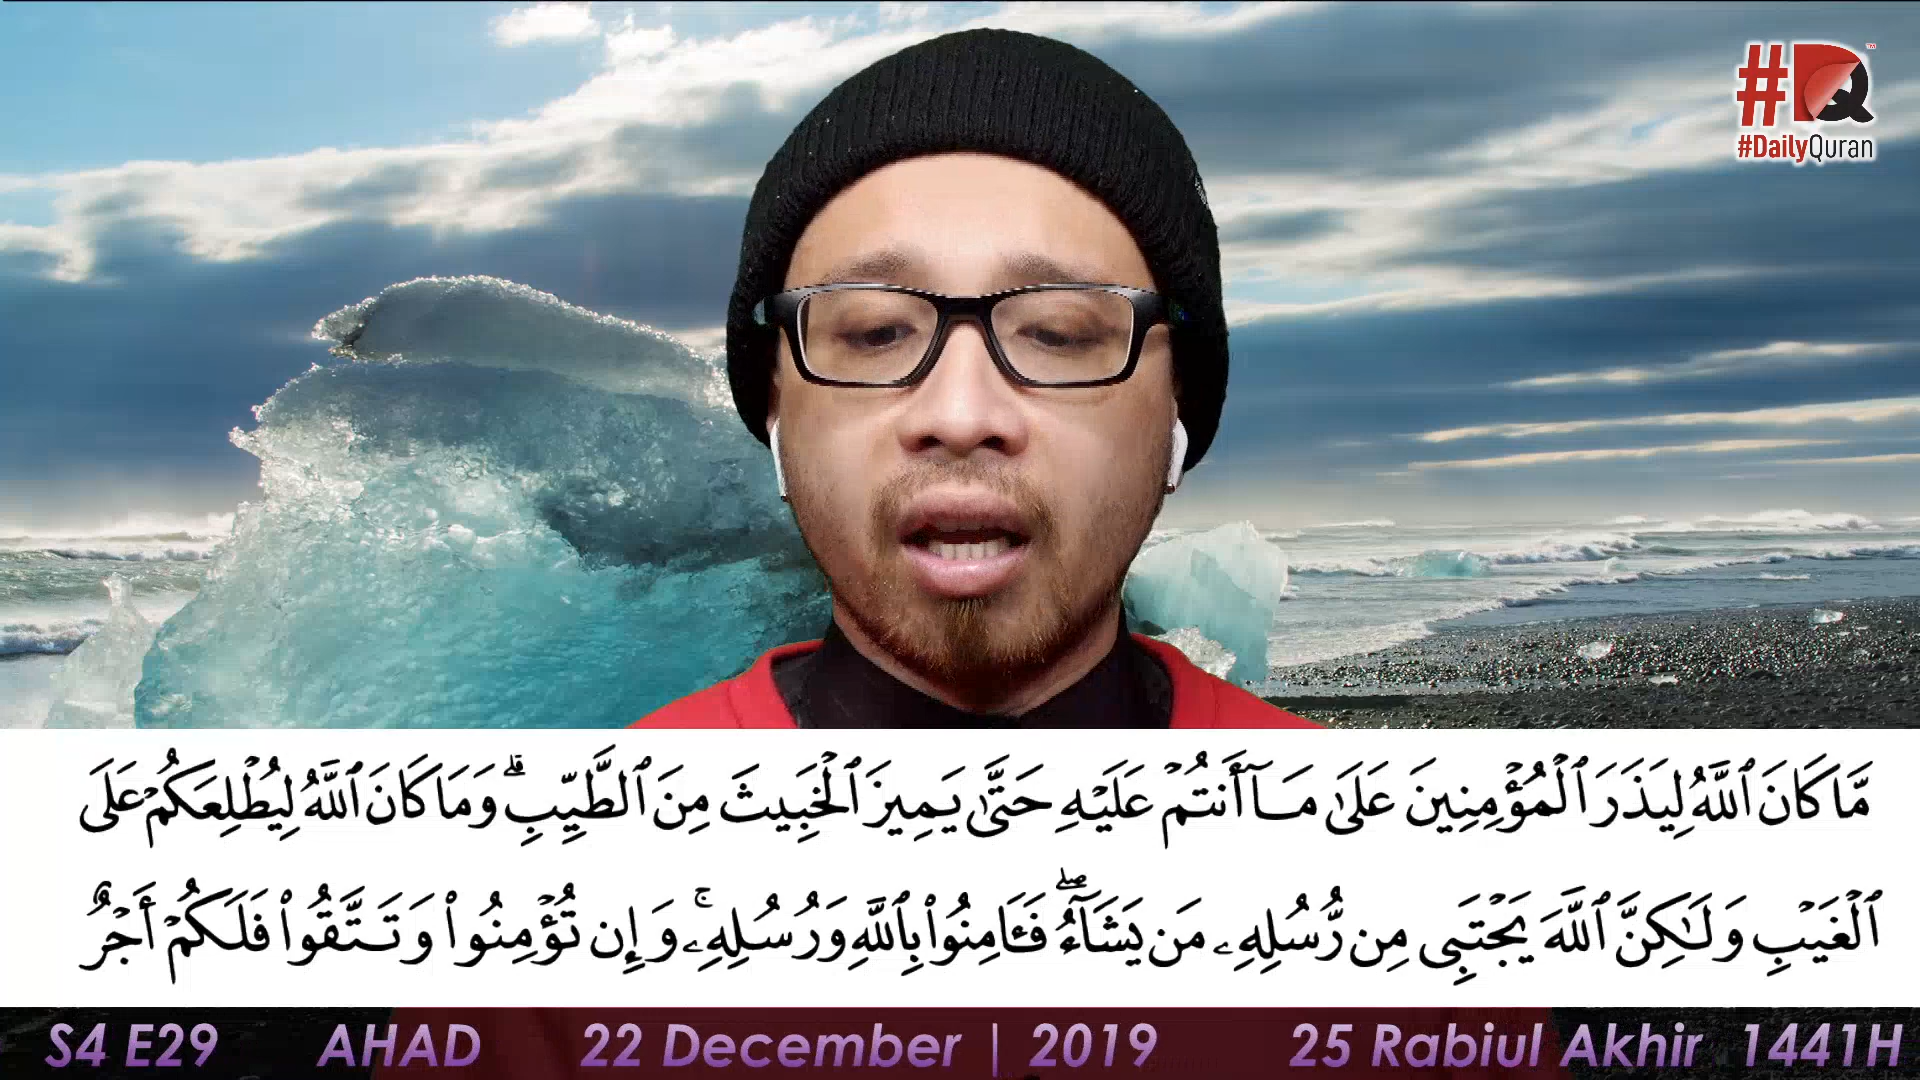 #DQ™
#DailyQuran
مَّا كَانَ ٱللَّهُ لِيَذَرَ ٱلْمُؤْمِنِينَ عَلَىٰ مَآ أَنتُمْ عَلَيْهِ حَتَّىٰ يَمِيزَ ٱلْخَبِيثَ مِنَ ٱلطَّيِّبِ ۗ وَمَا كَانَ ٱللَّهُ لِيُطْلِعَكُمْ عَلَى
ٱلْغَيْبِ وَلَـٰكِنَّ ٱللَّهَ يَجْتَبِى مِن رُّسُلِهِۦ مَن يَشَآءُ ۖ فَـَٔامِنُوا۟ بِٱللَّهِ وَرُسُلِهِۦ ۚ وَإِن تُؤْمِنُوا۟ وَتَتَّقُوا۟ فَلَكُمْ أَجْرٌ
S4 E29 AHAD 22 December | 2019 25 Rabiul Akhir 1441H